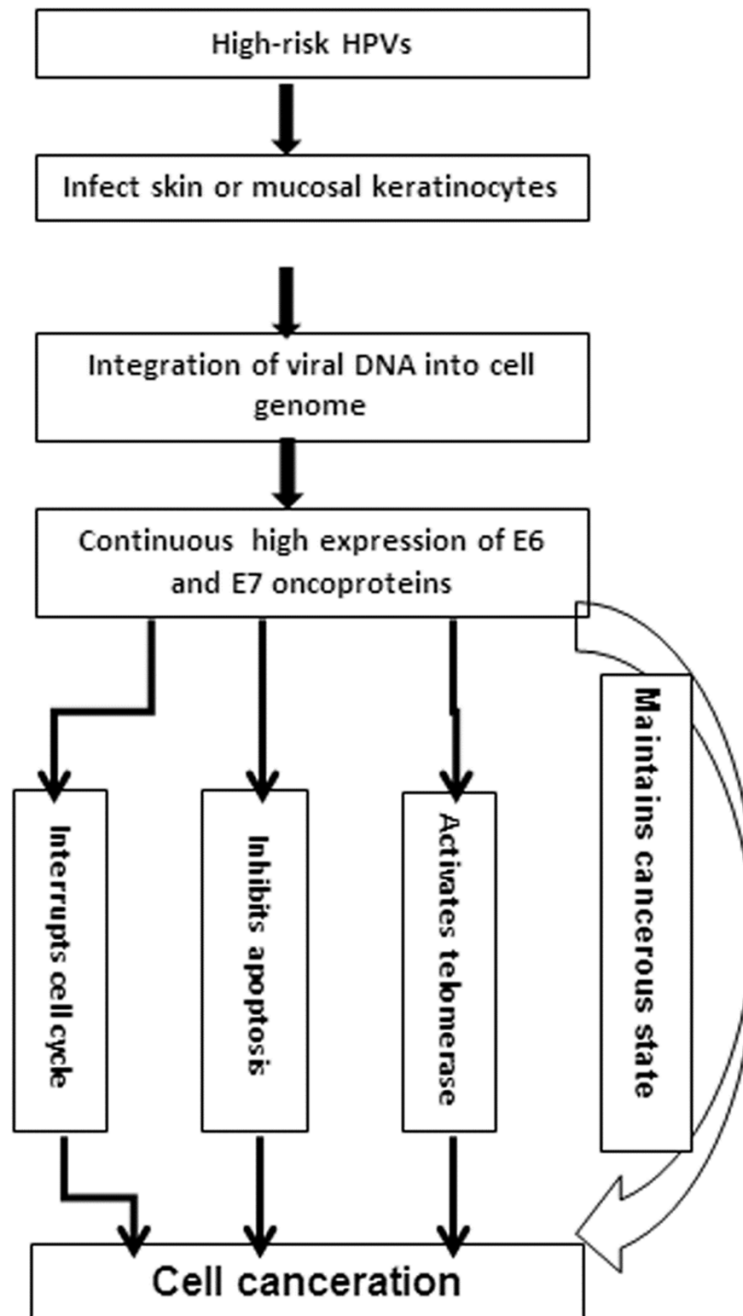 High-risk HPVs
Infect skin or mucosal keratinocytes
Integration of viral DNA into cell
genome
Continuous high expression of E6
and E7 oncoproteins
Interrupts cell cycle
Inhibits apoptosis
Activates telomerase
Maintains cancerous state
Cell canceration